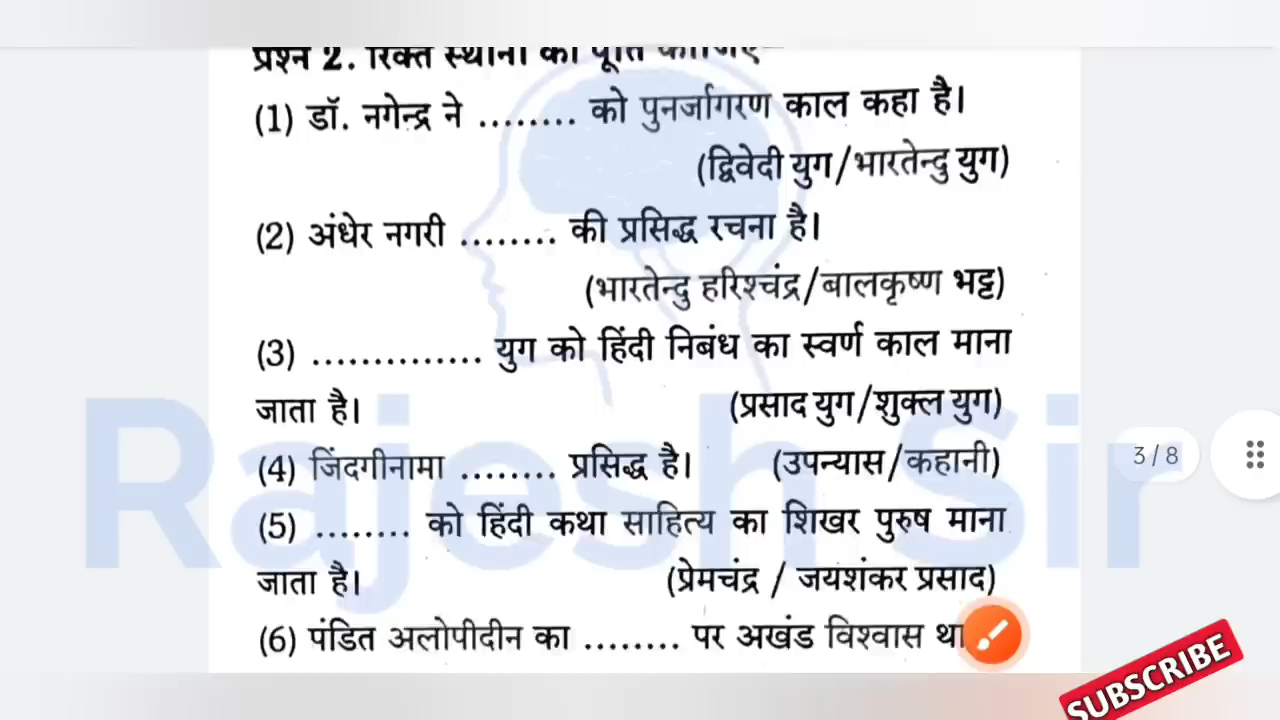 प्रश्न 2. रिक्त स्थानों की पूर्ति कीजिए
(1) डॉ. नगेन्द्र ने ........ को पुनर्जागरण काल कहा है।
(द्विवेदी युग/भारतेन्दु युग)
(2) अंधेर नगरी ........ की प्रसिद्ध रचना है।
(भारतेन्दु हरिश्चंद्र/बालकृष्ण भट्ट)
(3) .............. युग को हिंदी निबंध का स्वर्ण काल माना
जाता है। (प्रसाद युग/शुक्ल युग)
(4) जिंदगीनामा ........ प्रसिद्ध है। (उपन्यास/कहानी)
3 / 8
(5) ........ को हिंदी कथा साहित्य का शिखर पुरुष माना
जाता है। (प्रेमचंद्र / जयशंकर प्रसाद)
(6) पंडित अलोपीदीन का ........ पर अखंड विश्वास था
Rajesh Sir
SUBSCRIBE